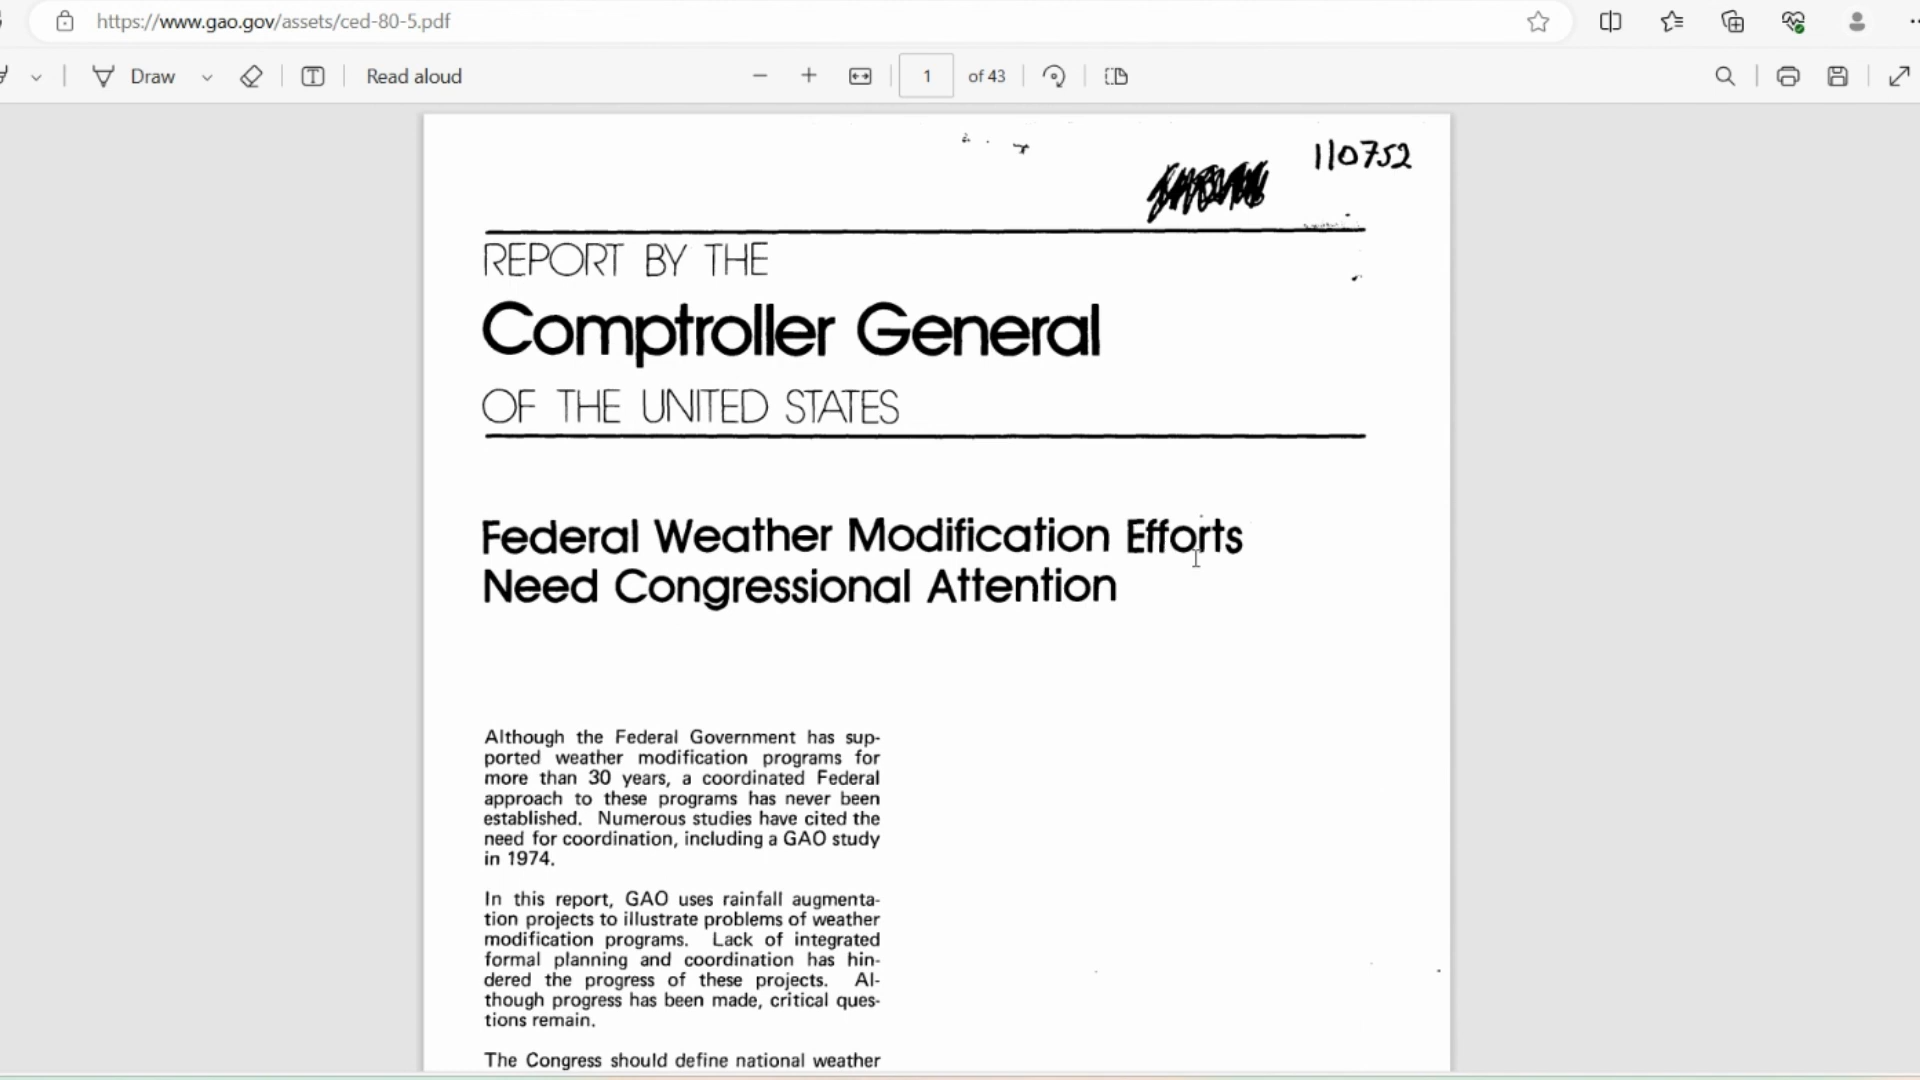 https://www.gao.gov/assets/ced-80-5.pdf
Draw
Read aloud
1 of 43
110752
REPORT BY THE
Comptroller General
OF THE UNITED STATES
Federal Weather Modification Efforts
Need Congressional Attention
Although the Federal Government has sup-
ported weather modification programs for
more than 30 years, a coordinated Federal
approach to these programs has never been
established. Numerous studies have cited the
need for coordination, including a GAO study
in 1974.
In this report, GAO uses rainfall augmenta-
tion projects to illustrate problems of weather
modification programs. Lack of integrated
formal planning and coordination has hin-
dered the progress of these projects. Al-
though progress has been made, critical ques-
tions remain.
The Congress should define national weather